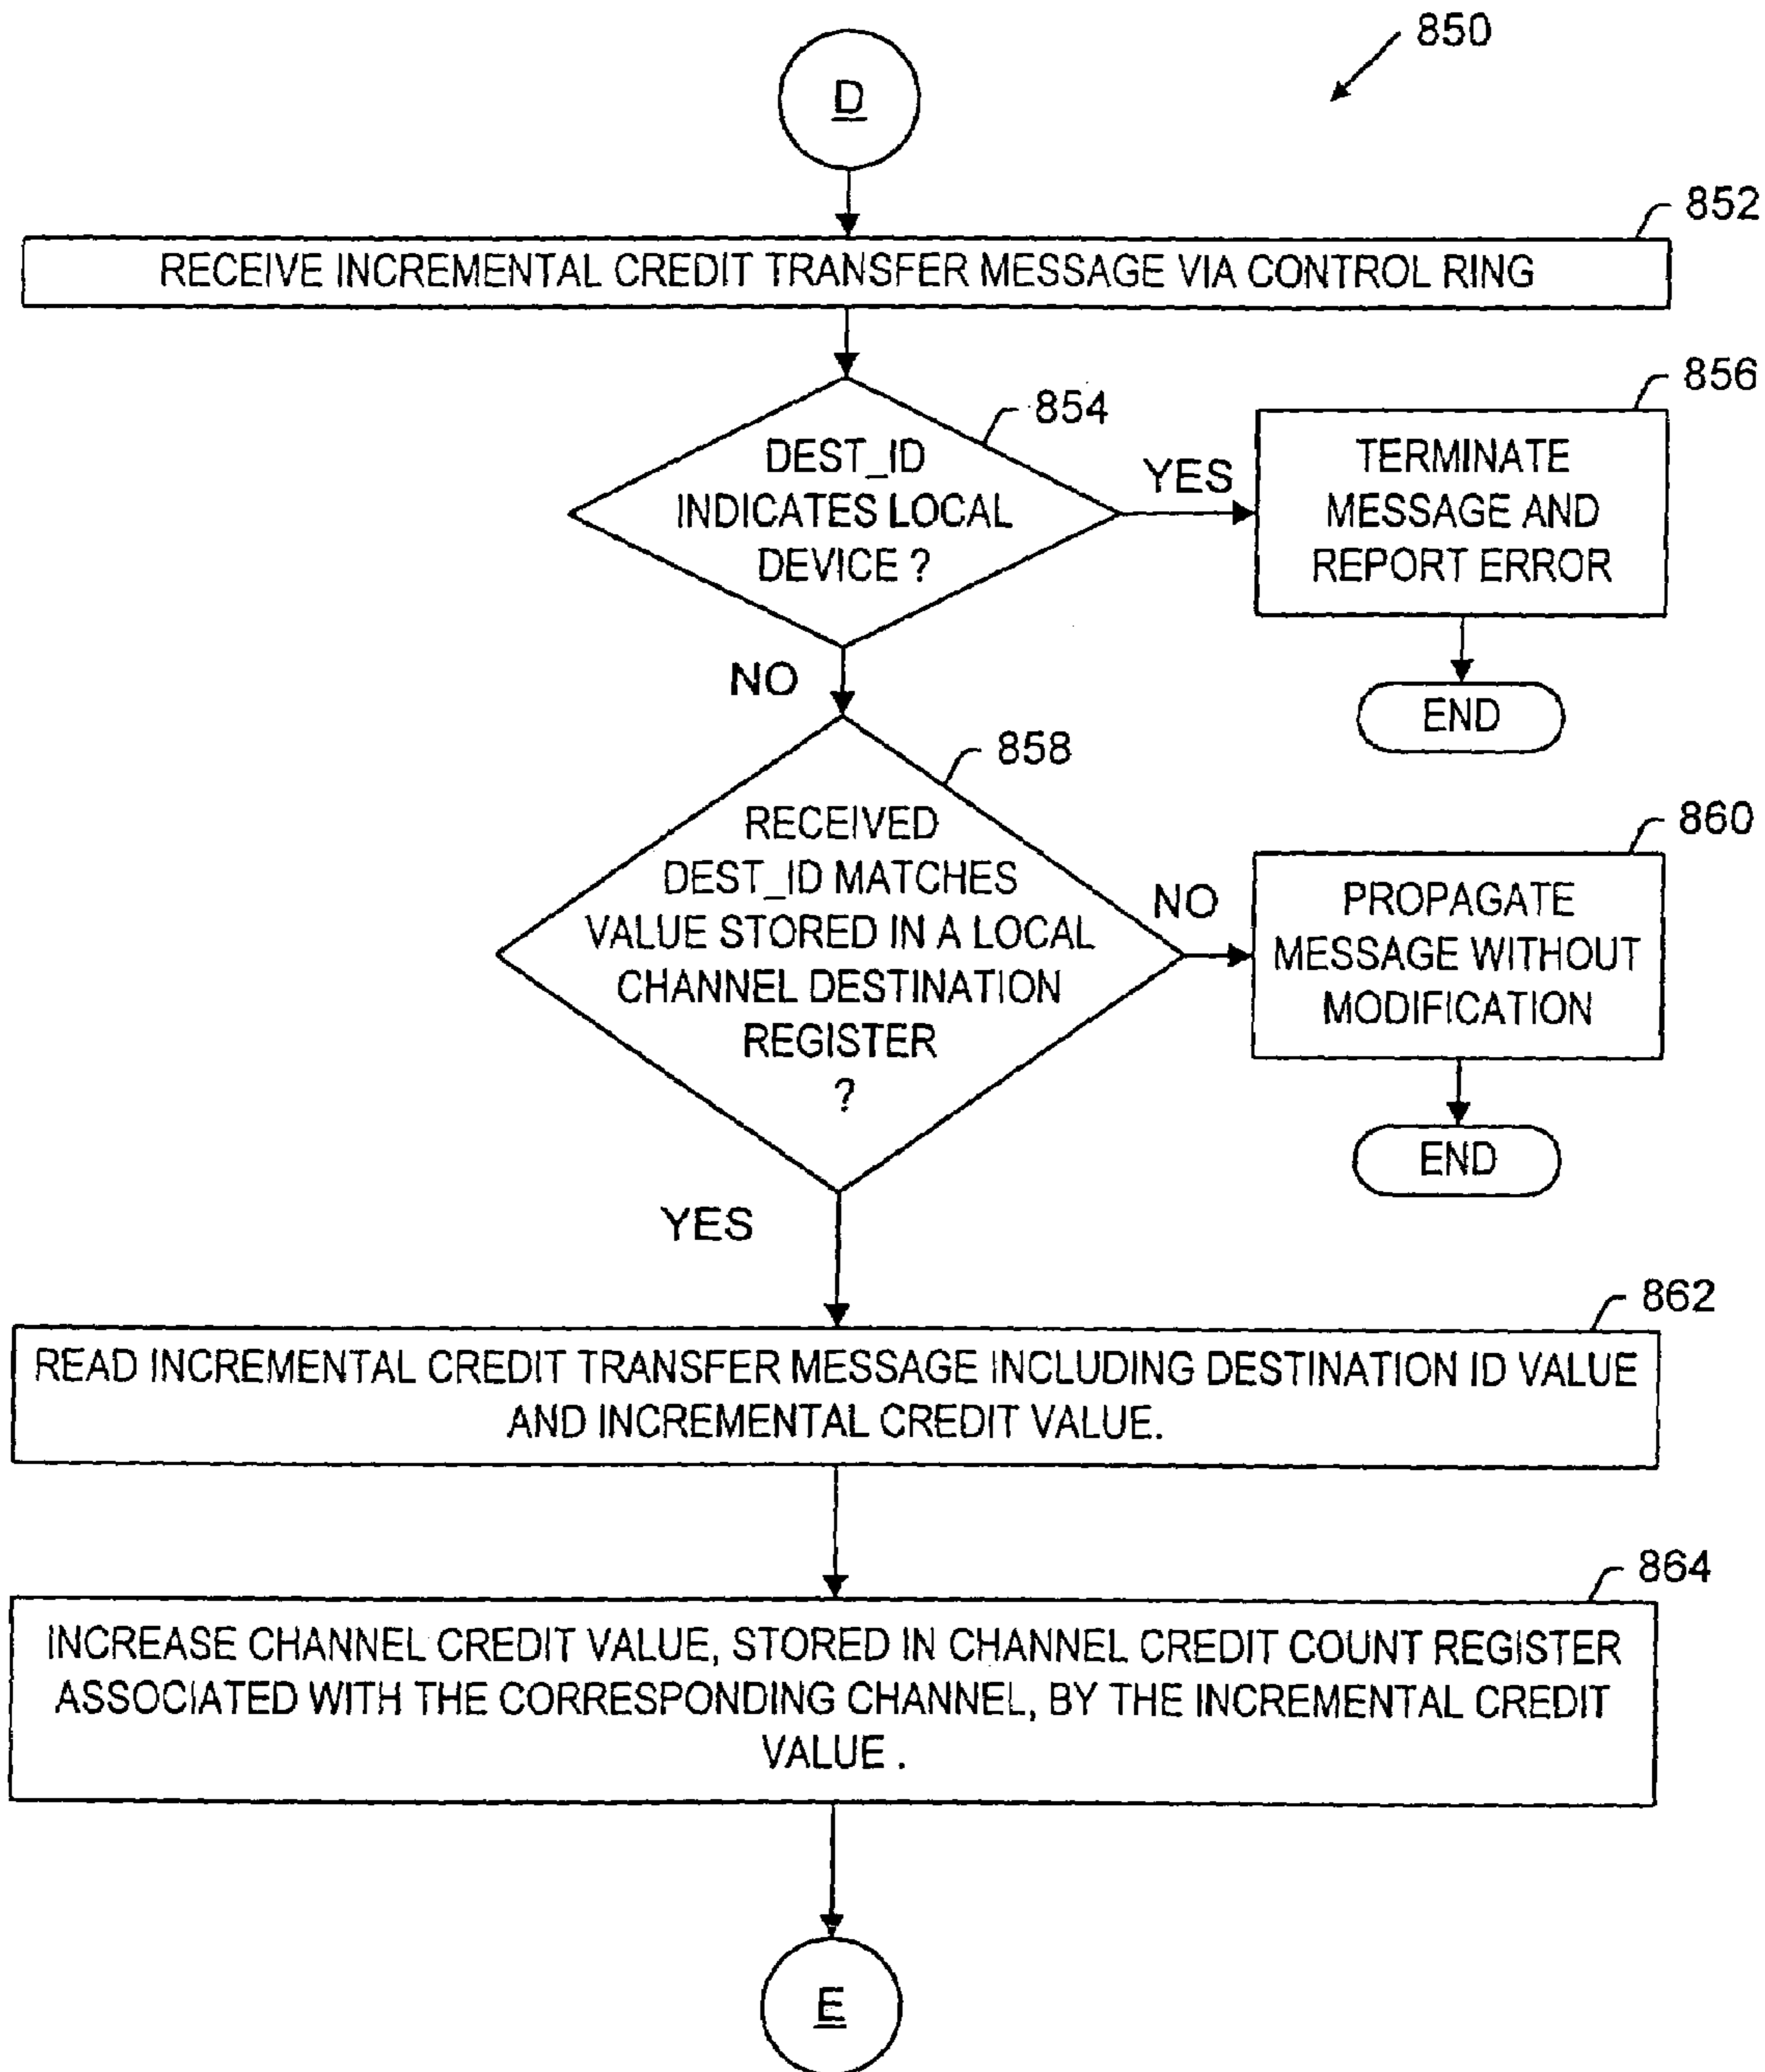 850
D
852
RECEIVE INCREMENTAL CREDIT TRANSFER MESSAGE VIA CONTROL RING
854
DEST_ID
INDICATES LOCAL
DEVICE ?
YES
856
TERMINATE
MESSAGE AND
REPORT ERROR
END
NO
858
RECEIVED
DEST_ID MATCHES
VALUE STORED IN A LOCAL
CHANNEL DESTINATION
REGISTER
?
NO
860
PROPAGATE
MESSAGE WITHOUT
MODIFICATION
END
YES
862
READ INCREMENTAL CREDIT TRANSFER MESSAGE INCLUDING DESTINATION ID VALUE
AND INCREMENTAL CREDIT VALUE.
864
INCREASE CHANNEL CREDIT VALUE, STORED IN CHANNEL CREDIT COUNT REGISTER
ASSOCIATED WITH THE CORRESPONDING CHANNEL, BY THE INCREMENTAL CREDIT
VALUE .
E